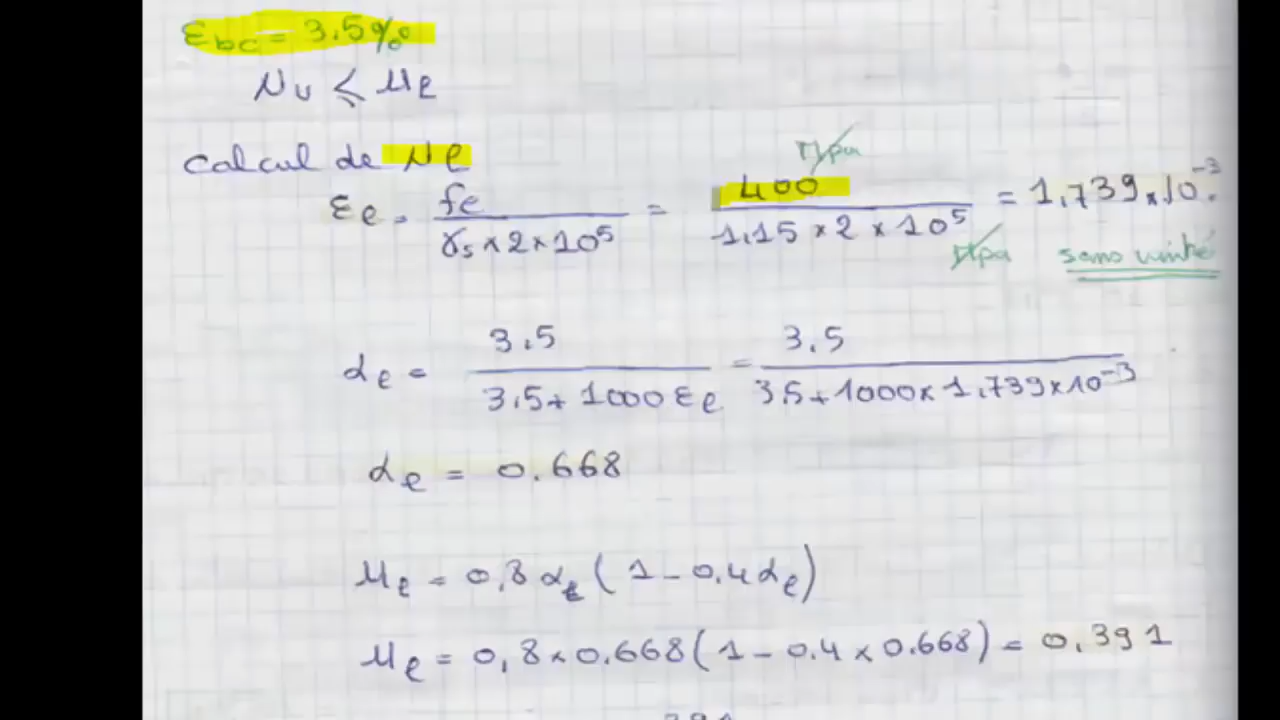 εbc = 3.5‰
μu ≤ μe
Calcul de μe
εe = fe / (γs × 2 × 10⁵) = 400 Mpa / (1.15 × 2 × 10⁵ Mpa) = 1,739 × 10⁻³.
sans unité
αe = 3.5 / (3.5 + 1000 εe) = 3.5 / (3.5 + 1000 × 1,739 × 10⁻³)
αe = 0.668
μe = 0,8 αe (1 - 0.4 αe)
μe = 0,8 × 0.668 (1 - 0.4 × 0.668) = 0,391